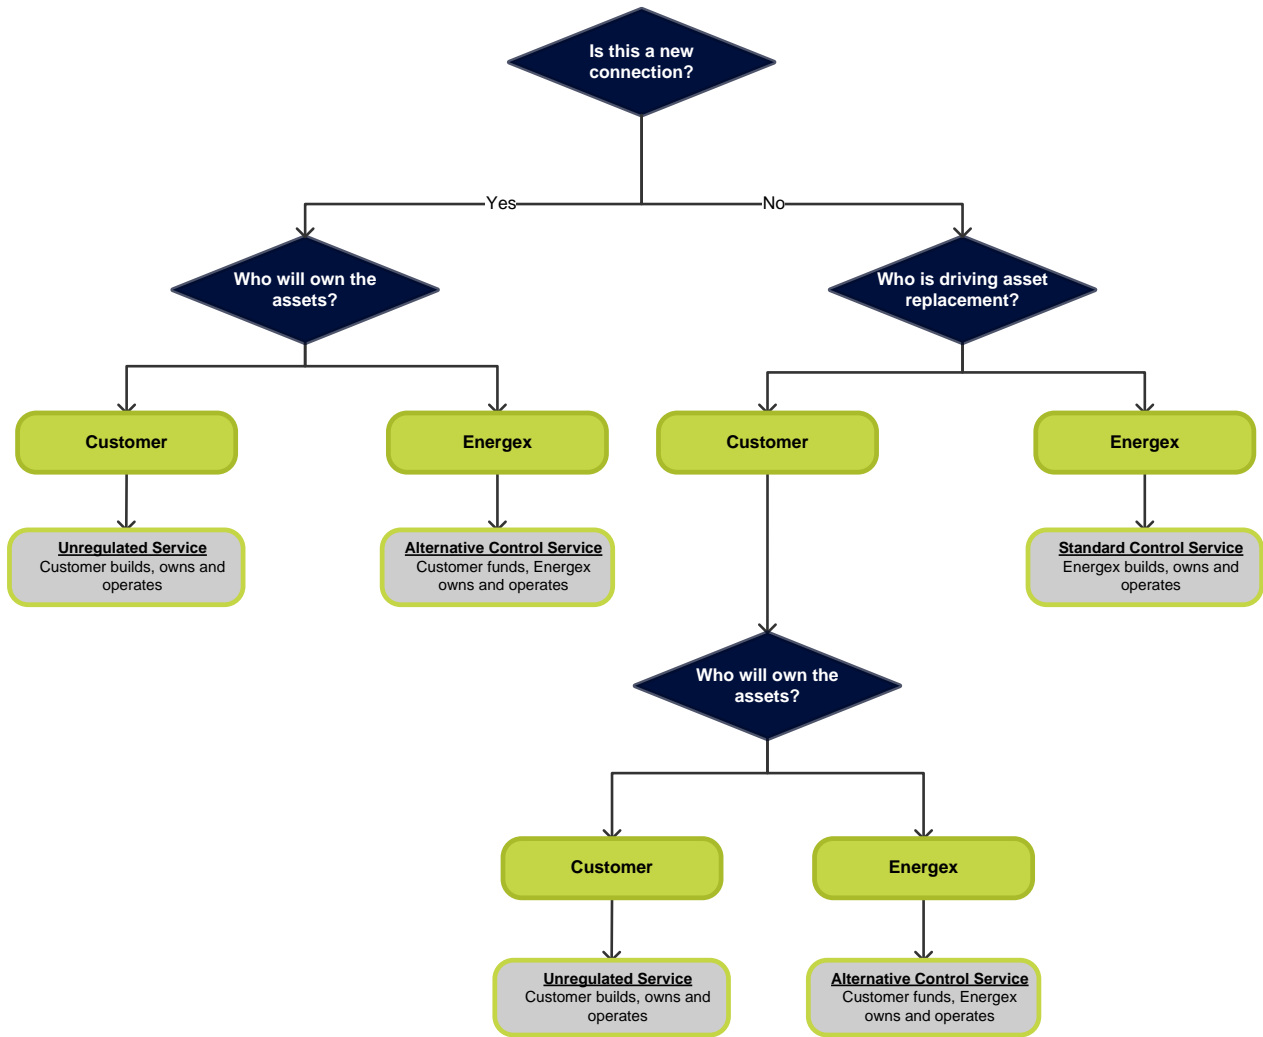 Is this a new
connection?
Yes
No
Who will own the
assets?
Who is driving asset
replacement?
Customer
Energex
Customer
Energex
Unregulated Service
Customer builds, owns and
operates
Alternative Control Service
Customer funds, Energex
owns and operates
Standard Control Service
Energex builds, owns and
operates
Who will own the
assets?
Customer
Energex
Unregulated Service
Customer builds, owns and
operates
Alternative Control Service
Customer funds, Energex
owns and operates